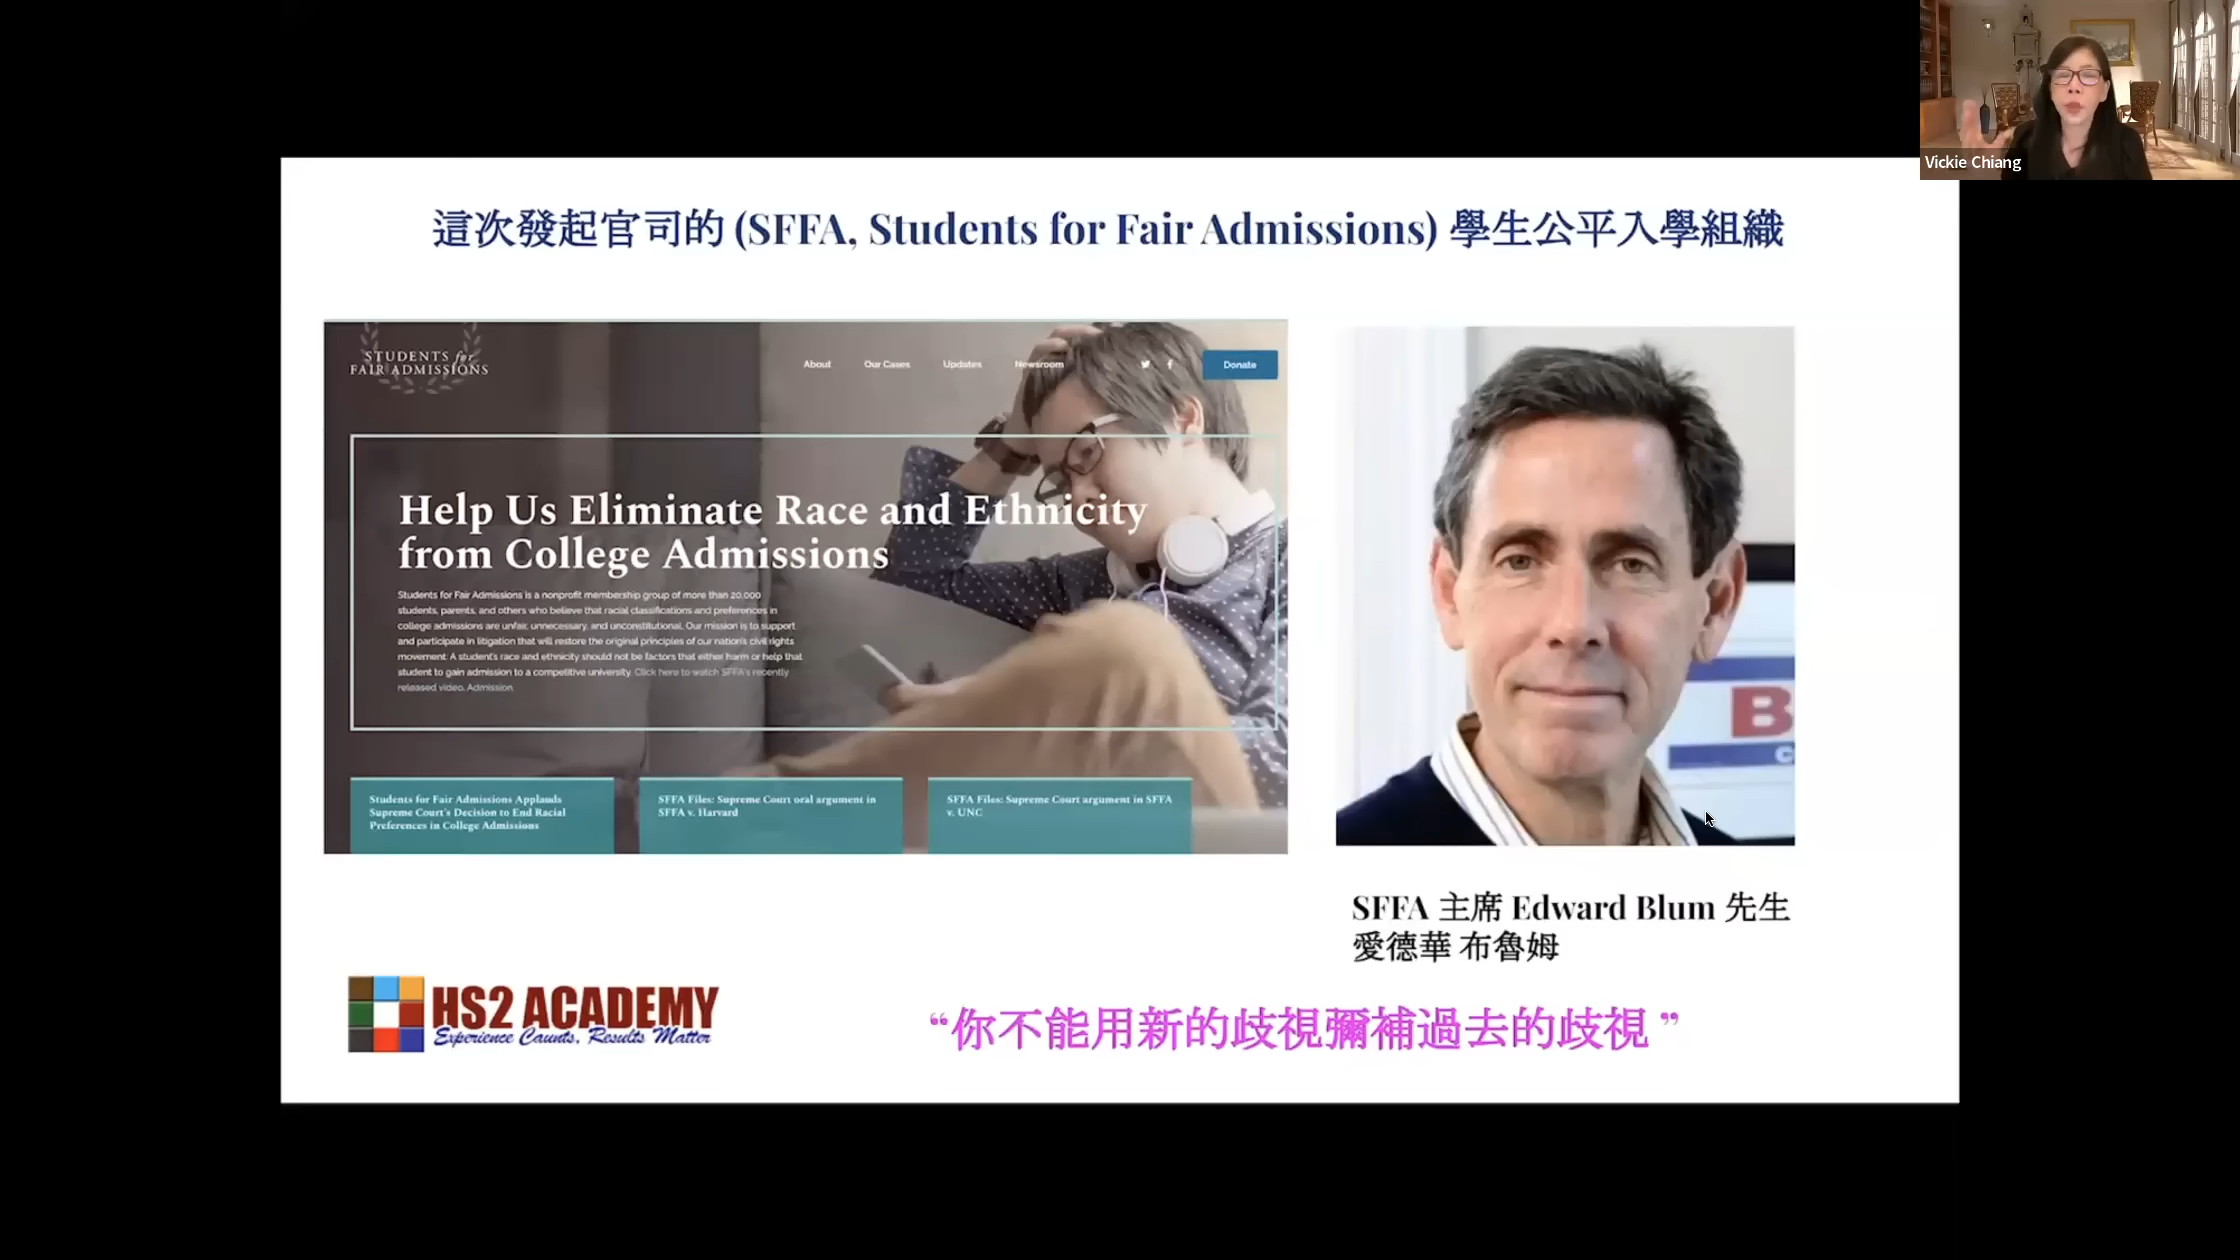 Vickie Chiang
這次發起官司的 (SFFA, Students for Fair Admissions) 學生公平入學組織
STUDENTS for
FAIR ADMISSIONS
About
Our Cases
Updates
Newsroom
Donate
Help Us Eliminate Race and Ethnicity
from College Admissions
Students for Fair Admissions is a nonprofit membership group of more than 20,000
students, parents, and others who believe that racial classifications and preferences in
college admissions are unfair, unnecessary, and unconstitutional. Our mission is to support
and participate in litigation that will restore the original principles of our nation's civil rights
movement: A student's race and ethnicity should not be factors that either harm or help that
student to gain admission to a competitive university. Click here to watch SFFA's recently
released video, Admission.
Students for Fair Admissions Applauds
Supreme Court's Decision to End Racial
Preferences in College Admissions
SFFA Files: Supreme Court oral argument in
SFFA v. Harvard
SFFA Files: Supreme Court argument in SFFA
v. UNC
B
C
SFFA 主席 Edward Blum 先生
愛德華 布魯姆
HS2 ACADEMY
Experience Counts, Results Matter
“你不能用新的歧視彌補過去的歧視 ”